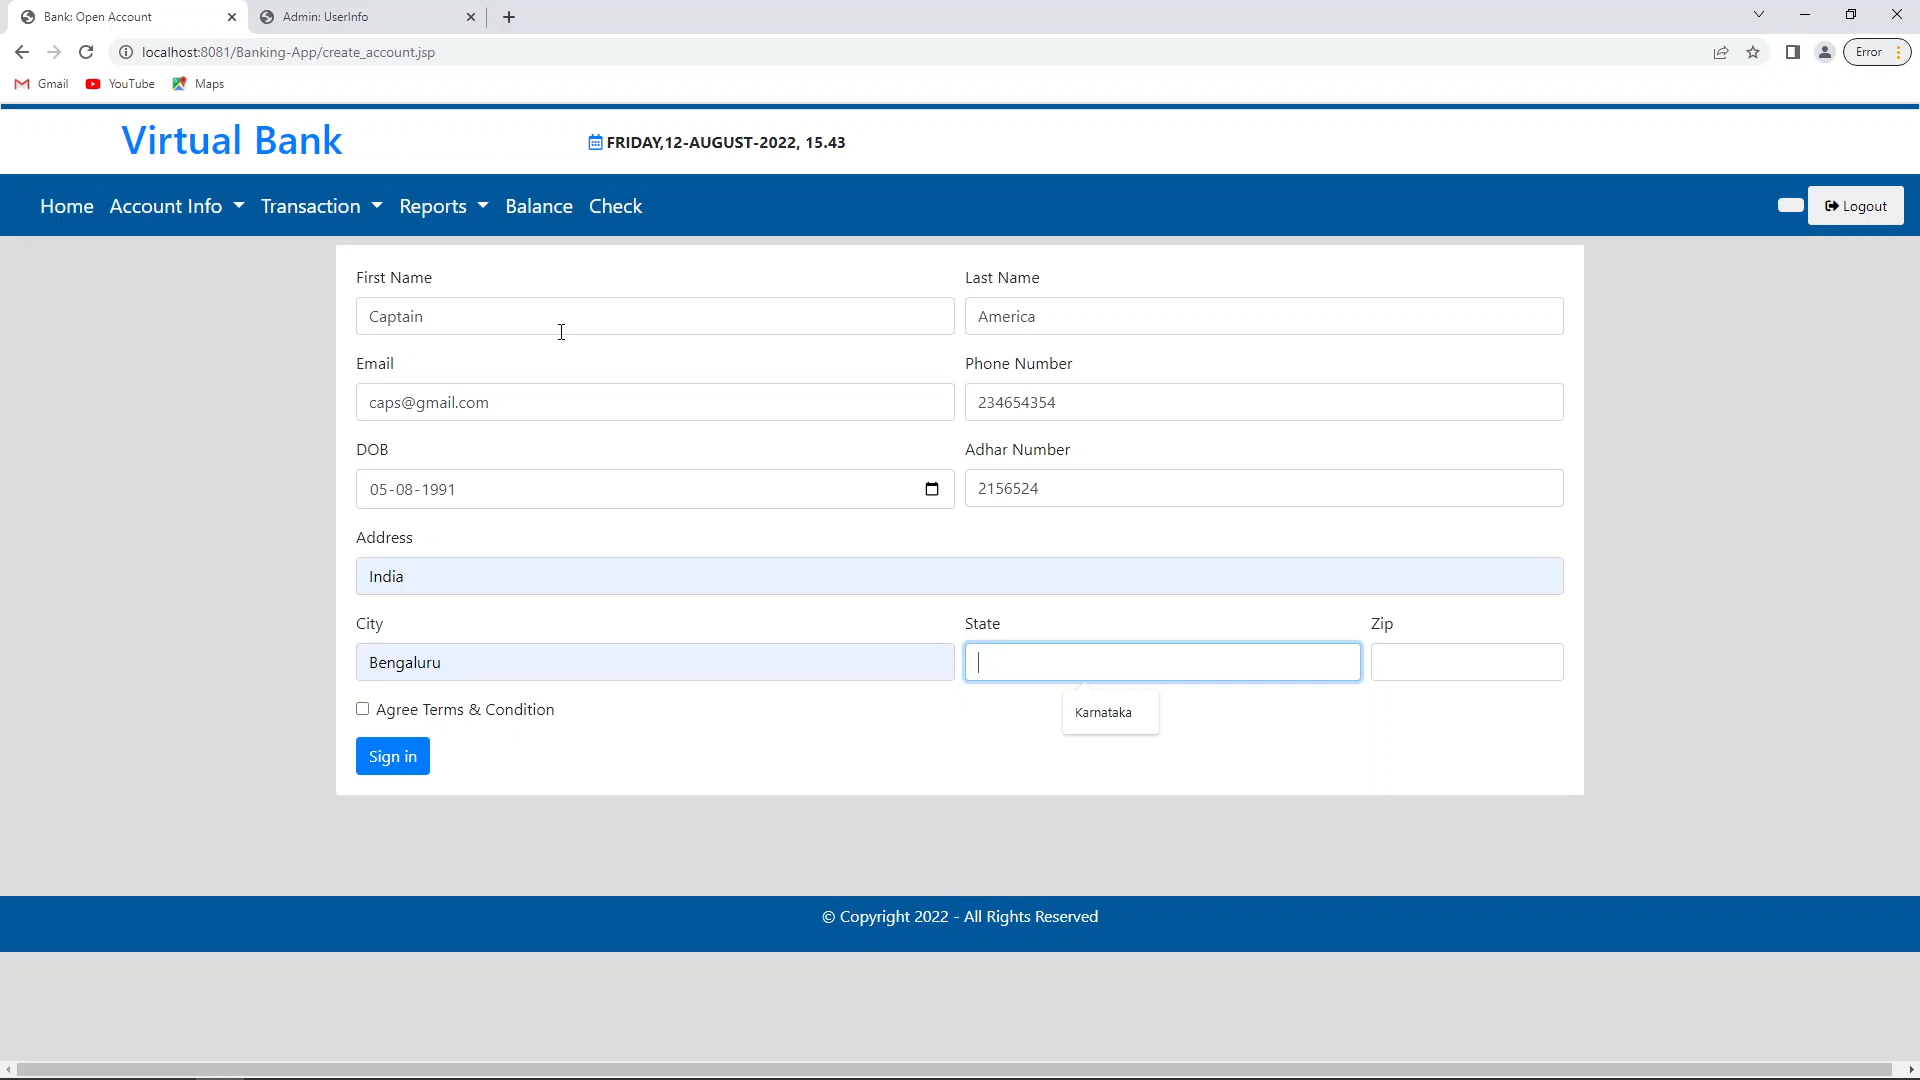 Bank: Open Account
Admin: UserInfo
localhost:8081/Banking-App/create_account.jsp
Error
Gmail
YouTube
Maps
Virtual Bank
FRIDAY,12-AUGUST-2022, 15.43
Home
Account Info
Transaction
Reports
Balance
Check
Logout
First Name
Last Name
Captain
America
Email
Phone Number
caps@gmail.com
234654354
DOB
Adhar Number
05-08-1991
2156524
Address
India
City
State
Zip
Bengaluru
Agree Terms & Condition
Karnataka
Sign in
© Copyright 2022 - All Rights Reserved